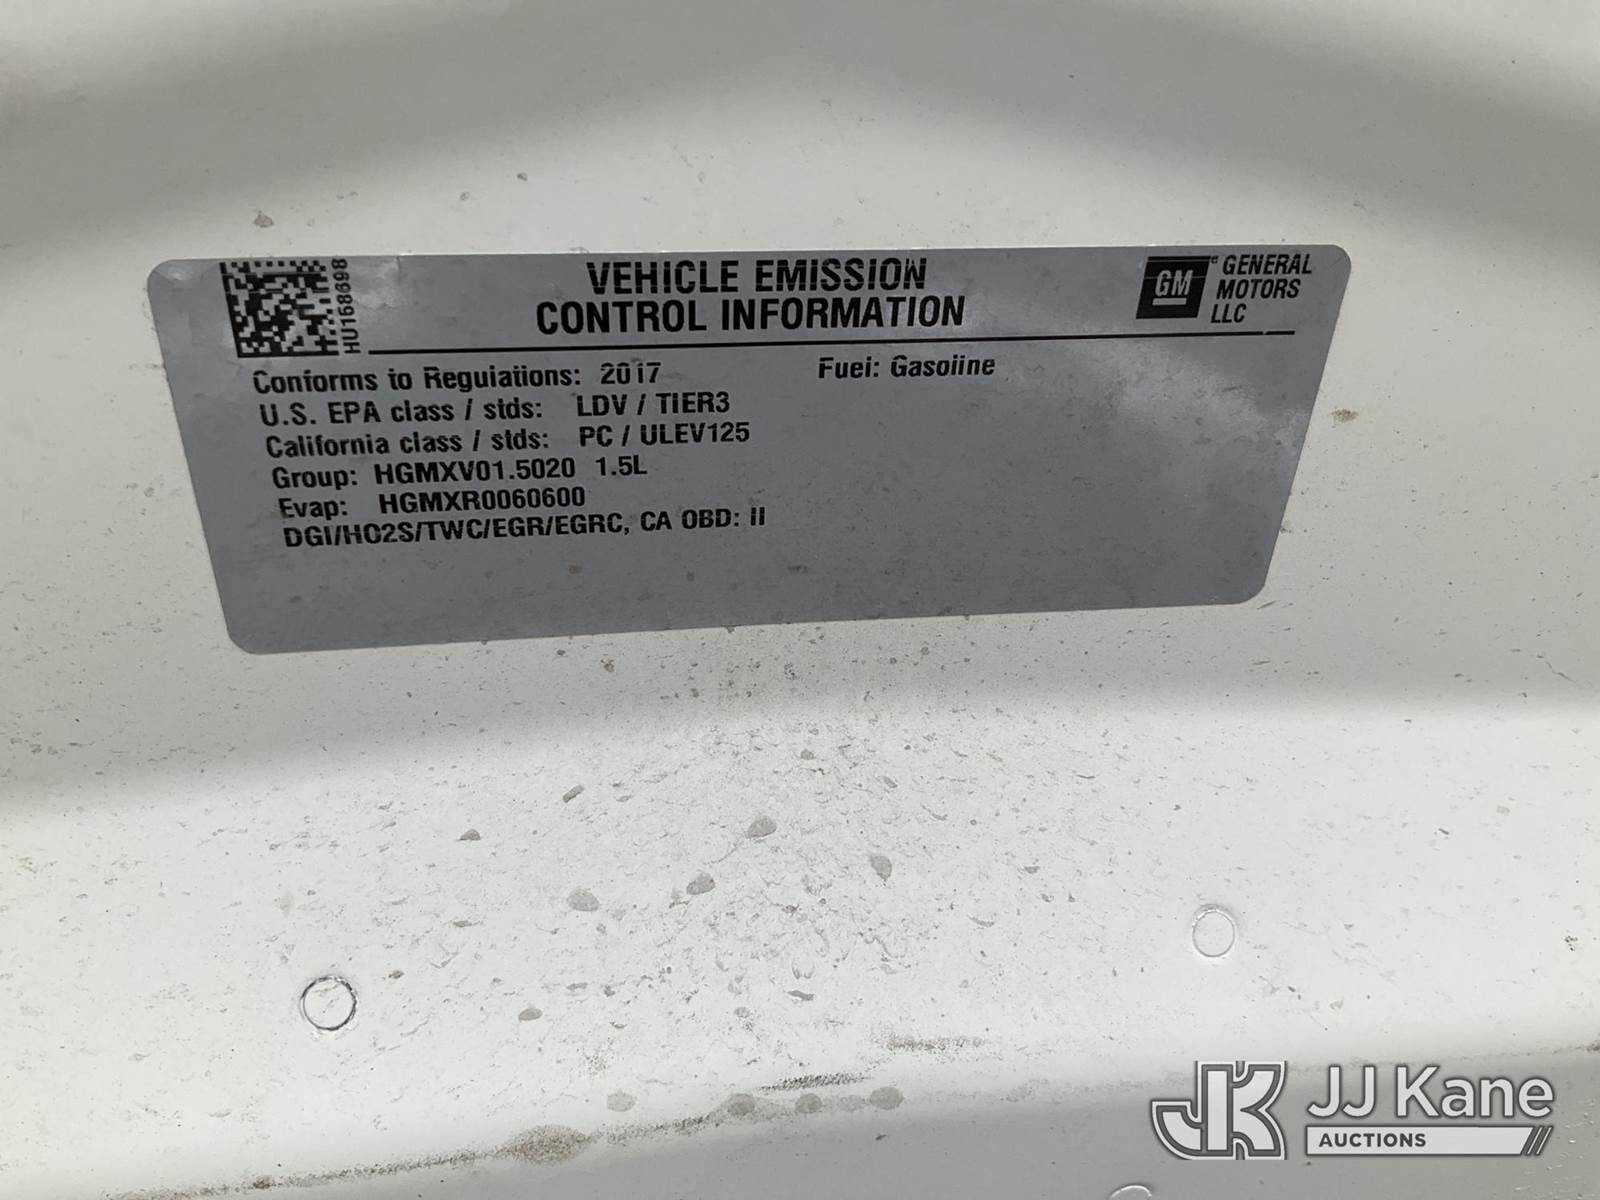 HU158698
VEHICLE EMISSION
CONTROL INFORMATION
GM
GENERAL
MOTORS
LLC
Conforms to Regulations: 2017 Fuel: Gasoline
U.S. EPA class / stds: LDV / TIER3
California class / stds: PC / ULEV125
Group: HGMXV01.5020 1.5L
Evap: HGMXR0060600
DGI/HO2S/TWC/EGR/EGRC, CA OBD: II
JK JJ Kane
AUCTIONS